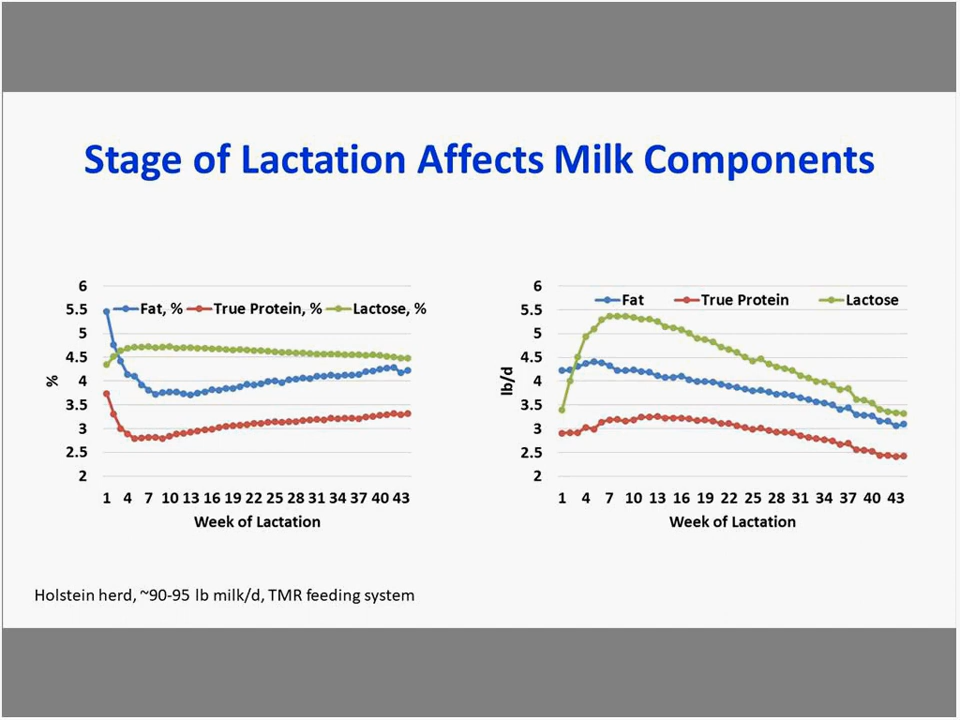 Stage of Lactation Affects Milk Components
6
5.5
5
4.5
4
3.5
3
2.5
2
%
Fat, % True Protein, % Lactose, %
1 4 7 10 13 16 19 22 25 28 31 34 37 40 43
Week of Lactation
6
5.5
5
4.5
4
3.5
3
2.5
2
lb/d
Fat True Protein Lactose
1 4 7 10 13 16 19 22 25 28 31 34 37 40 43
Week of Lactation
Holstein herd, ~90-95 lb milk/d, TMR feeding system